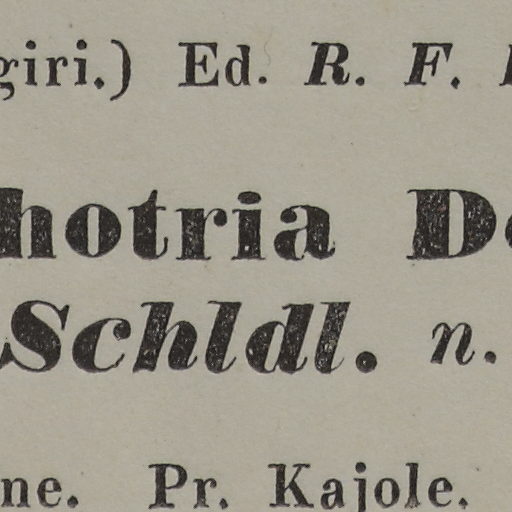 giri.) Ed. R. F.
hotria D
Schldl. n.
ne. Pr. Kajole.